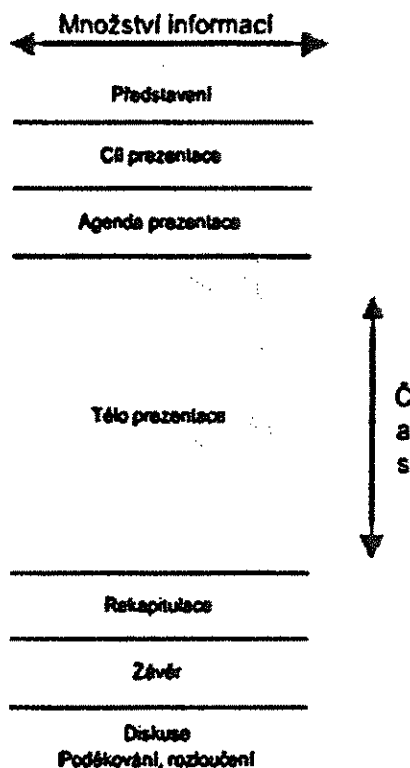 Množství informací
Představení
Cíl prezentace
Agenda prezentace
Tělo prezentace
Č
a
s
Rekapitulace
Závěr
Diskuse
Poděkování, rozloučení